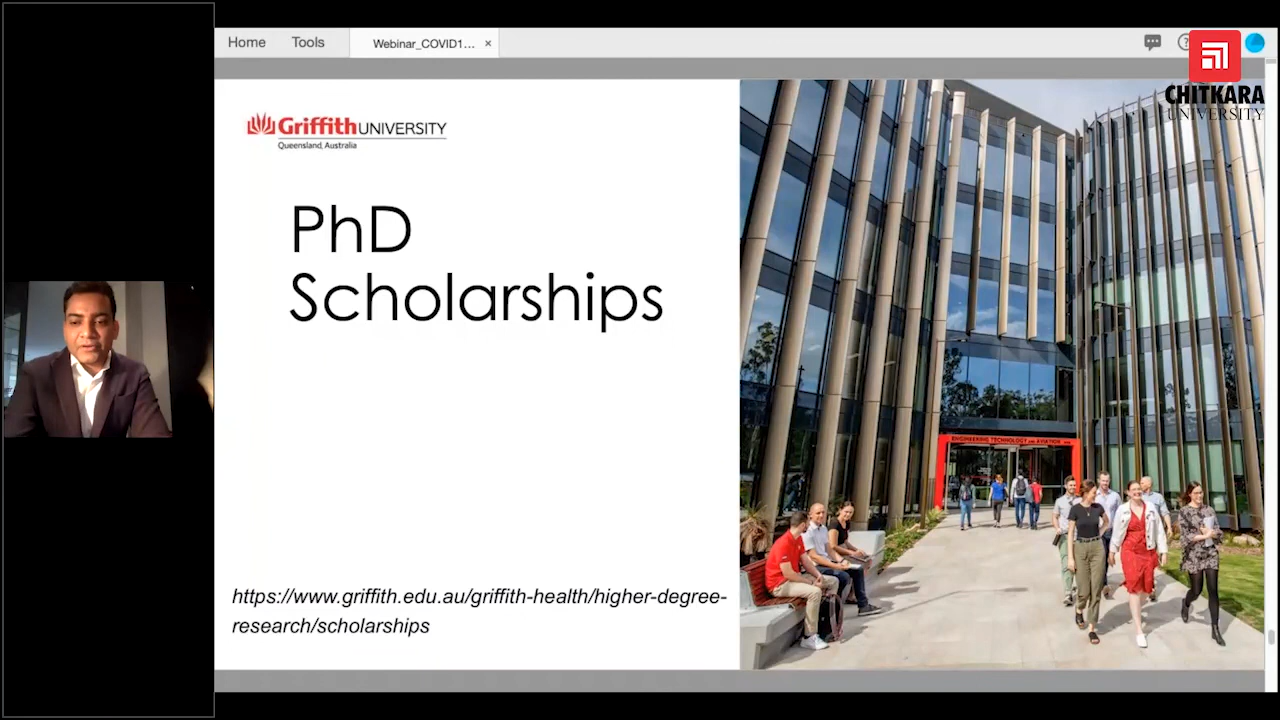 Home Tools Webinar_COVID1... ×
CHITKARA
UNIVERSITY
Griffith UNIVERSITY
Queensland, Australia
PhD
Scholarships
ENGINEERING TECHNOLOGY AND AVIATION
https://www.griffith.edu.au/griffith-health/higher-degree-
research/scholarships